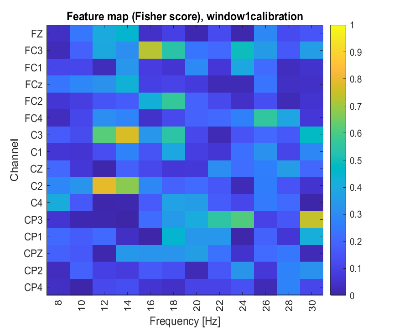 Feature map (Fisher score), window1calibration
Channel
FZ
FC3
FC1
FCz
FC2
FC4
C3
C1
CZ
C2
C4
CP3
CP1
CPZ
CP2
CP4
8 10 12 14 16 18 20 22 24 26 28 30
Frequency [Hz]
1
0.9
0.8
0.7
0.6
0.5
0.4
0.3
0.2
0.1
0